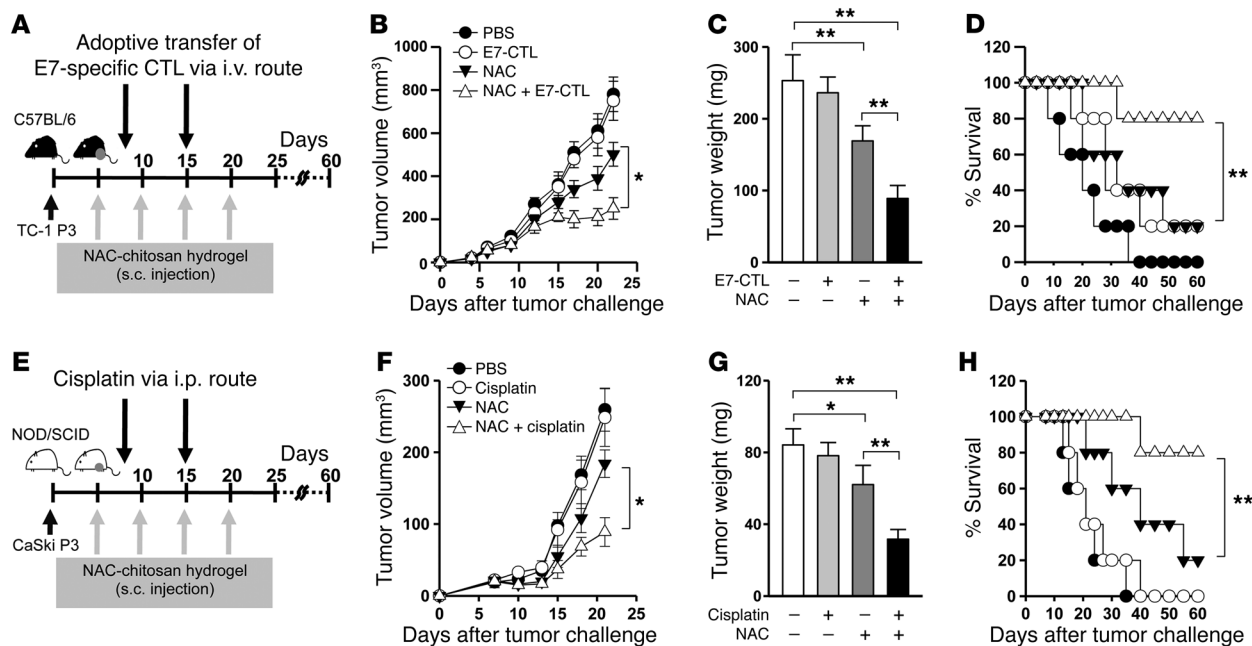 A
Adoptive transfer of
E7-specific CTL via i.v. route
C57BL/6
Days
10 15 20 25 60
TC-1 P3
NAC-chitosan hydrogel
(s.c. injection)
B
PBS
E7-CTL
NAC
NAC + E7-CTL
Tumor volume (mm³)
1000
800
600
400
200
0
*
0 5 10 15 20 25
Days after tumor challenge
C
**
**
**
Tumor weight (mg)
300
200
100
0
E7-CTL − + − +
NAC − − + +
D
% Survival
120
100
80
60
40
20
0
**
0 10 20 30 40 50 60
Days after tumor challenge
E
Cisplatin via i.p. route
NOD/SCID
Days
10 15 20 25 60
CaSki P3
NAC-chitosan hydrogel
(s.c. injection)
F
PBS
Cisplatin
NAC
NAC + cisplatin
Tumor volume (mm³)
300
200
100
0
*
0 5 10 15 20 25
Days after tumor challenge
G
**
*
**
Tumor weight (mg)
120
80
40
0
Cisplatin − + − +
NAC − − + +
H
% Survival
120
100
80
60
40
20
0
**
0 10 20 30 40 50 60
Days after tumor challenge